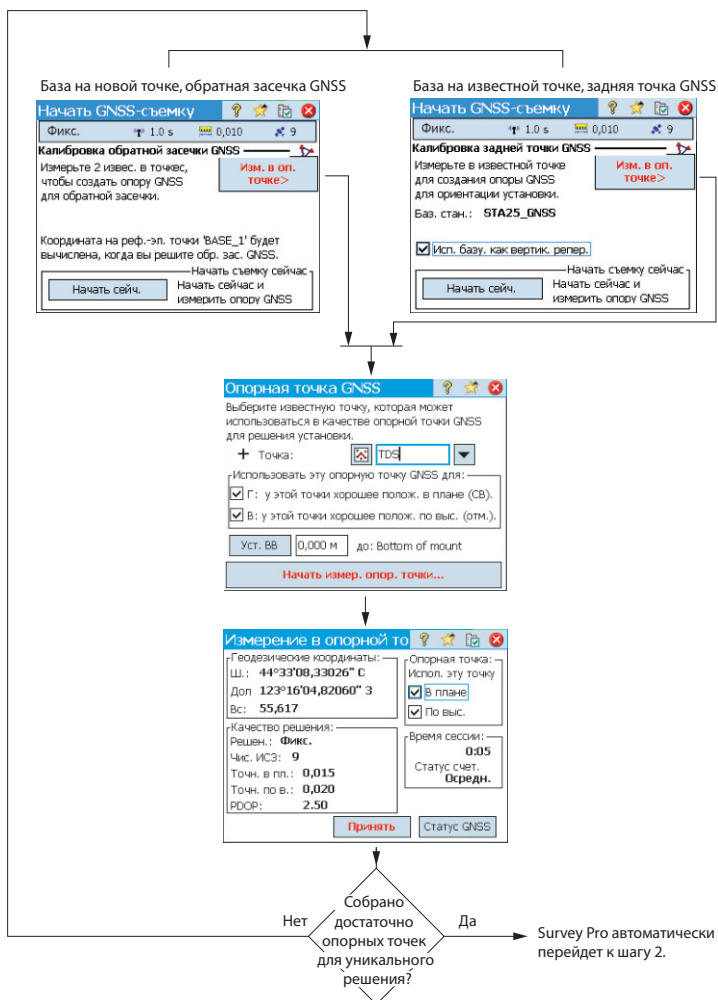 База на новой точке, обратная засечка GNSS
Начать GNSS-съемку
Фикс. 1.0 s 0,010 9
Калибровка обратной засечки GNSS
Измерьте 2 извес. в точкес,
чтобы создать опору GNSS
для обратной засечки.
Изм. в оп.
точке>
Координата на реф.-эл. точки 'BASE_1' будет
вычислена, когда вы решите обр. зас. GNSS.
Начать съемку сейчас
Начать сейч.
Начать сейчас и
измерить опору GNSS
База на известной точке, задняя точка GNSS
Начать GNSS-съемку
Фикс. 1.0 s 0,010 9
Калибровка задней точки GNSS
Измерьте в известной точке
для создания опоры GNSS
для ориентации установки.
Изм. в оп.
точке>
Баз. стан.: STA25_GNSS
Исп. базу. как вертик. репер.
Начать съемку сейчас
Начать сейч.
Начать сейчас и
измерить опору GNSS
Опорная точка GNSS
Выберите известную точку, которая может
использоваться в качестве опорной точки GNSS
для решения установки.
+ Точка: TDS
Использовать эту опорную точку GNSS для:
Г: у этой точки хорошее полож. в плане (СВ).
В: у этой точки хорошее полож. по выс. (отм.).
Уст. ВВ 0,000 м до: Bottom of mount
Начать измер. опор. точки...
Измерение в опорной то
Геодезические координаты:
Ш.: 44°33'08,33026" С
Дол 123°16'04,82060" З
Вс: 55,617
Опорная точка:
Испол. эту точку
В плане
По выс.
Качество решения:
Решен.: Фикс.
Чис. ИСЗ: 9
Точн. в пл.: 0,015
Точн. по в.: 0,020
PDOP: 2.50
Время сессии:
0:05
Статус счет.
Осредн.
Принять
Статус GNSS
Нет
Собрано
достаточно
опорных точек
для уникального
решения?
Да
Survey Pro автоматически
перейдет к шагу 2.